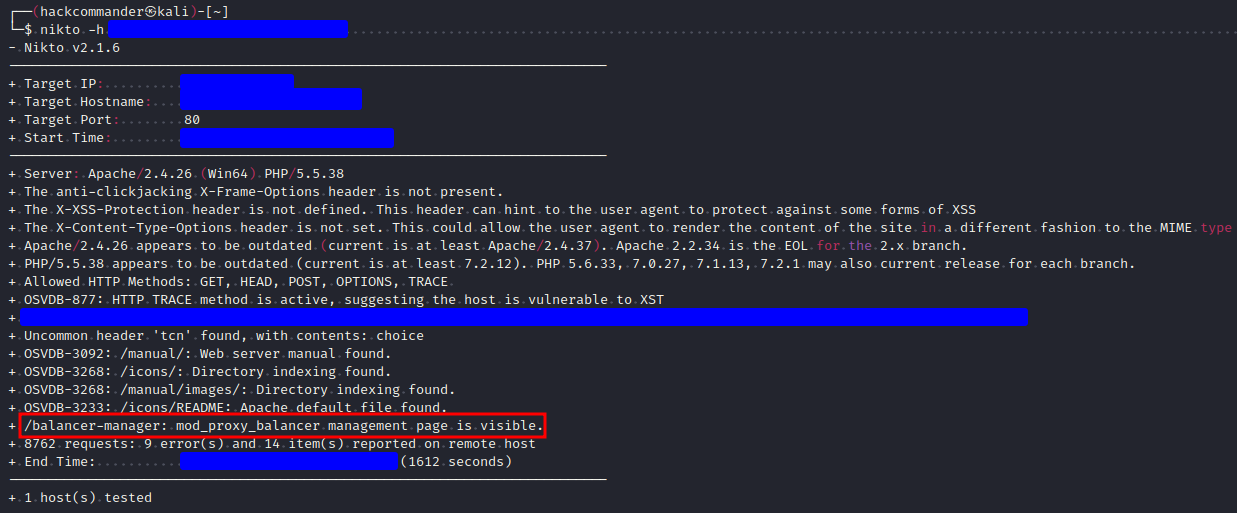 ┌──(hackcommander㉿kali)-[~]
└─$ nikto -h
- Nikto v2.1.6
---------------------------------------------------------------------------
+ Target IP:
+ Target Hostname:
+ Target Port: 80
+ Start Time:
---------------------------------------------------------------------------
+ Server: Apache/2.4.26 (Win64) PHP/5.5.38
+ The anti-clickjacking X-Frame-Options header is not present.
+ The X-XSS-Protection header is not defined. This header can hint to the user agent to protect against some forms of XSS
+ The X-Content-Type-Options header is not set. This could allow the user agent to render the content of the site in a different fashion to the MIME type
+ Apache/2.4.26 appears to be outdated (current is at least Apache/2.4.37). Apache 2.2.34 is the EOL for the 2.x branch.
+ PHP/5.5.38 appears to be outdated (current is at least 7.2.12). PHP 5.6.33, 7.0.27, 7.1.13, 7.2.1 may also current release for each branch.
+ Allowed HTTP Methods: GET, HEAD, POST, OPTIONS, TRACE
+ OSVDB-877: HTTP TRACE method is active, suggesting the host is vulnerable to XST
+
+ Uncommon header 'tcn' found, with contents: choice
+ OSVDB-3092: /manual/: Web server manual found.
+ OSVDB-3268: /icons/: Directory indexing found.
+ OSVDB-3268: /manual/images/: Directory indexing found.
+ OSVDB-3233: /icons/README: Apache default file found.
+ /balancer-manager: mod_proxy_balancer management page is visible.
+ 8762 requests: 9 error(s) and 14 item(s) reported on remote host
+ End Time: (1612 seconds)
---------------------------------------------------------------------------
+ 1 host(s) tested